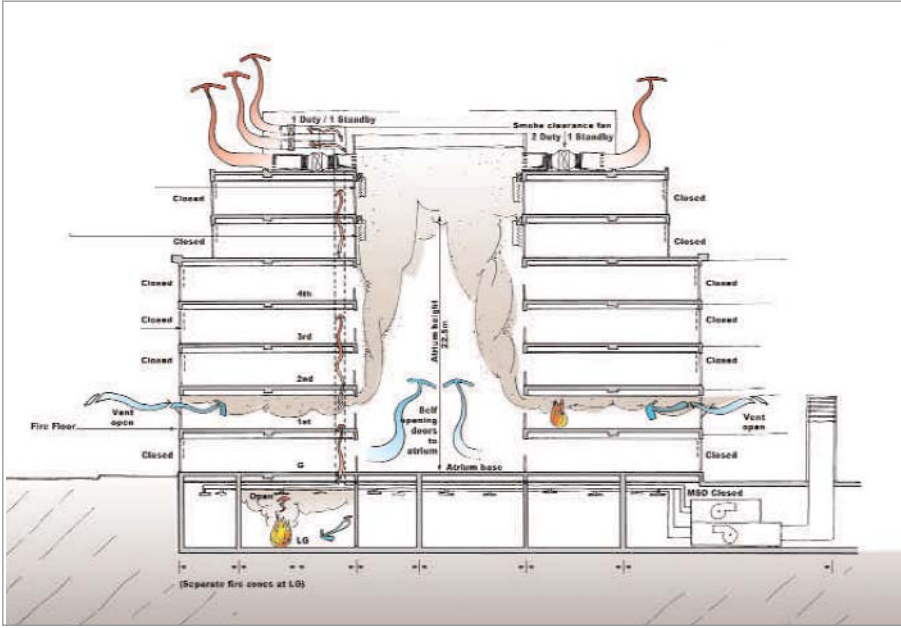 1 Duty / 1 Standby
Smoke clearance fan
2 Duty 1 Standby
Closed
Closed
Closed
Closed
Closed
Closed
4th
Closed
Closed
3rd
Closed
Closed
2nd
Atrium height
22.5m
Vent
open
Fire Floor
1st
Self
opening
doors
to
atrium
Vent
open
Closed
G
Atrium base
Closed
Open
MSD Closed
LG
(Separate fire zones at LG)